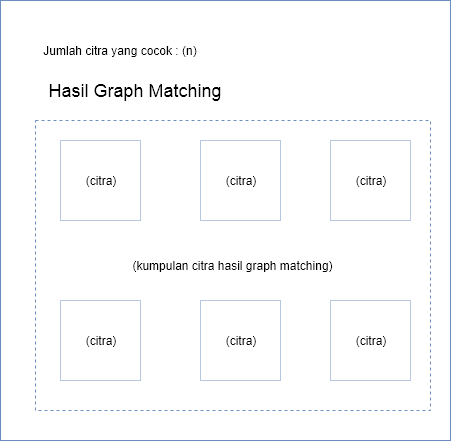 Jumlah citra yang cocok : (n)
Hasil Graph Matching
(citra) (citra) (citra)
(kumpulan citra hasil graph matching)
(citra) (citra) (citra)